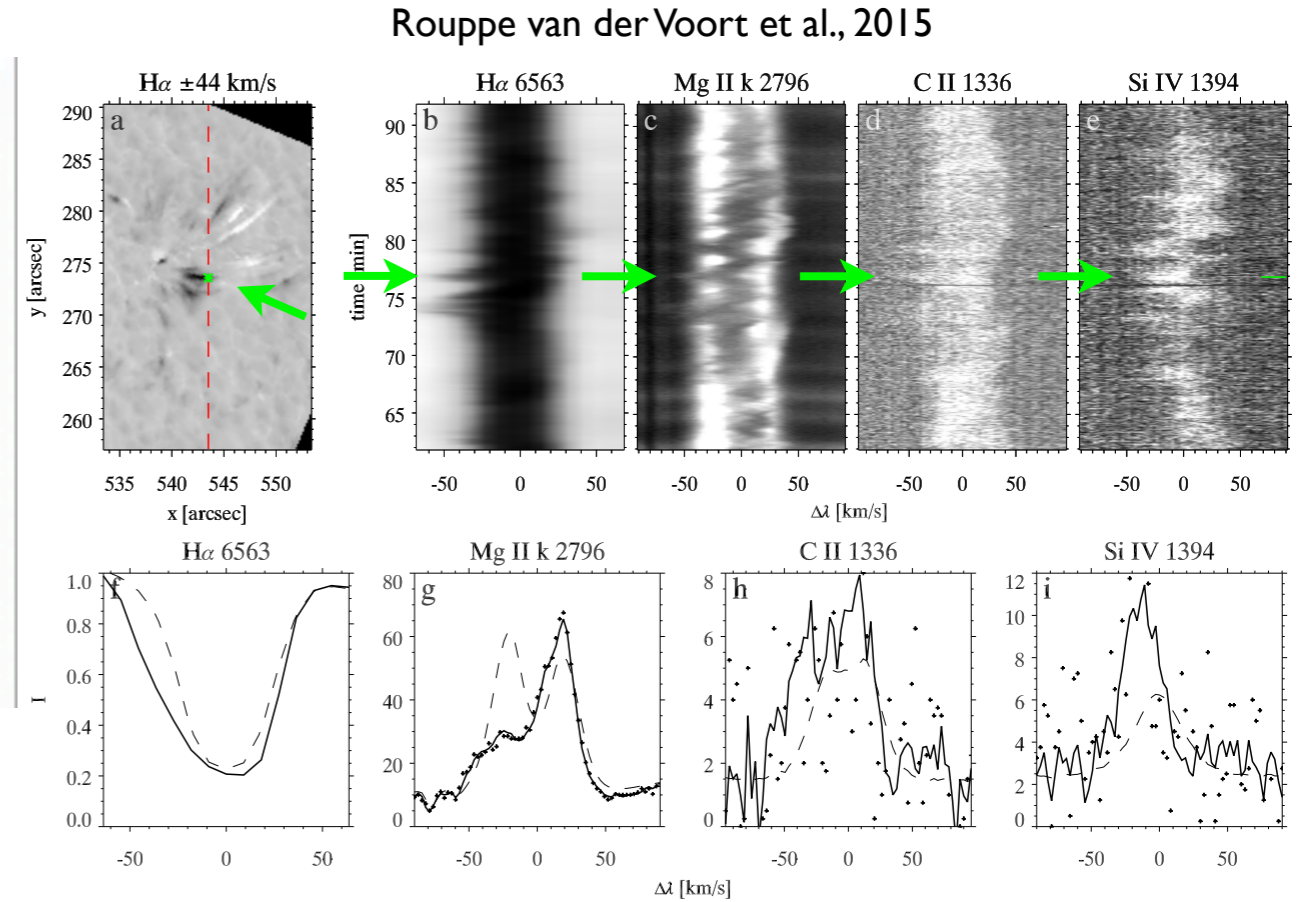 Rouppe van der Voort et al., 2015
Hα ±44 km/s
Hα 6563
Mg II k 2796
C II 1336
Si IV 1394
a
b
c
d
e
290
285
280
275
270
265
260
y [arcsec]
535 540 545 550
x [arcsec]
90
85
80
75
70
65
time [min]
-50 0 50
-50 0 50
-50 0 50
-50 0 50
Δλ [km/s]
Hα 6563
Mg II k 2796
C II 1336
Si IV 1394
f
g
h
i
1.0
0.8
0.6
0.4
0.2
0.0
I
80
60
40
20
0
8
6
4
2
0
12
10
8
6
4
2
0
-50 0 50
-50 0 50
-50 0 50
-50 0 50
Δλ [km/s]